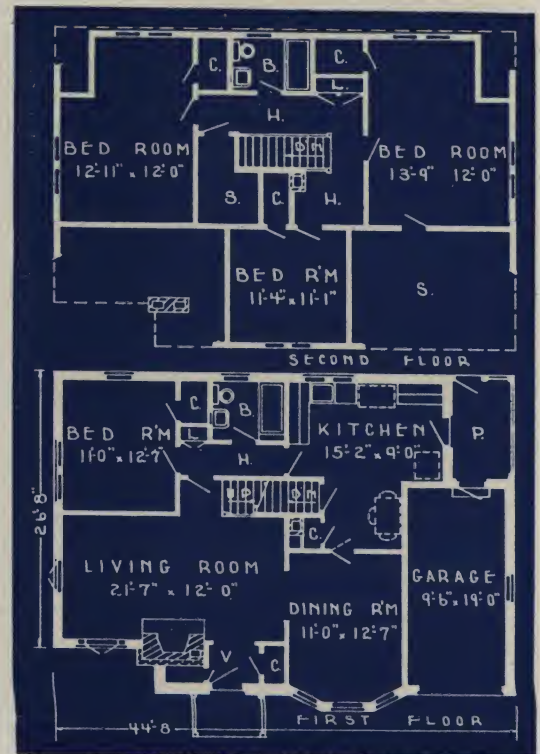 C.
B.
C.
L.
H.
BED ROOM
12'-11" x 12'-0"
BED ROOM
13'-9" 12'-0"
DN
S.
C.
H.
BED R'M
11'-4" x 11'-1"
S.
SECOND FLOOR
C.
B.
L.
BED R'M
11'-0" x 12'-7"
KITCHEN
15'-2" x 9'-0"
P.
H.
UP
DN
C.
26'-8"
LIVING ROOM
21'-7" x 12'-0"
DINING R'M
11'-0" x 12'-7"
GARAGE
9'-6" x 19'-0"
V
C.
44'-8
FIRST FLOOR